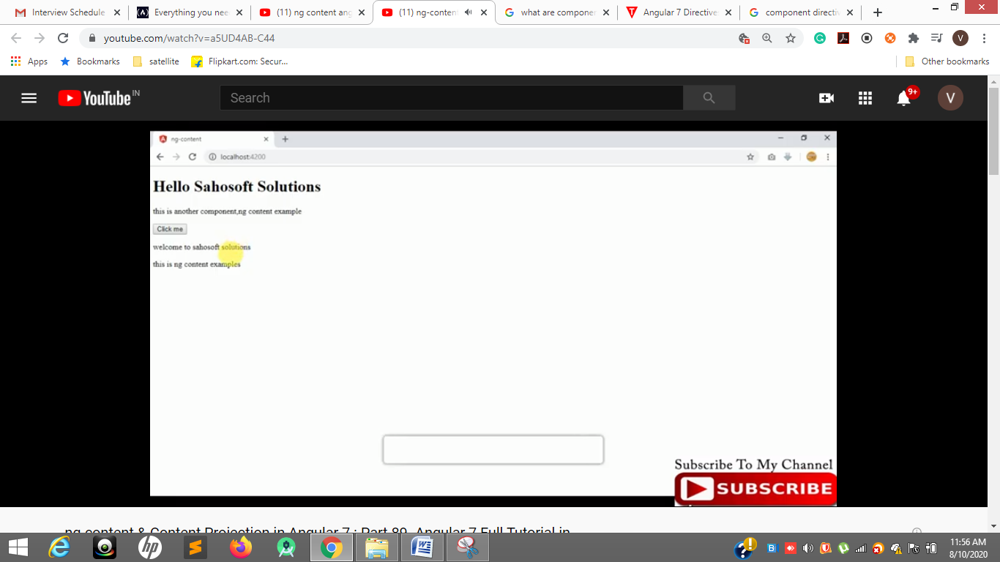 Interview Schedule
Everything you nee
(11) ng content ang
(11) ng-content
what are componen
Angular 7 Directive
component directiv
youtube.com/watch?v=a5UD4AB-C44
V
Apps
Bookmarks
satellite
Flipkart.com: Secur...
Other bookmarks
YouTube IN
Search
9+
V
ng-content
localhost:4200
Hello Sahosoft Solutions
this is another component,ng content example
Click me
welcome to sahosoft solutions
this is ng content examples
Subscribe To My Channel
SUBSCRIBE
ng-content & Content Projection in Angular 7 : Part 89, Angular 7 Full Tutorial in
11:56 AM
8/10/2020